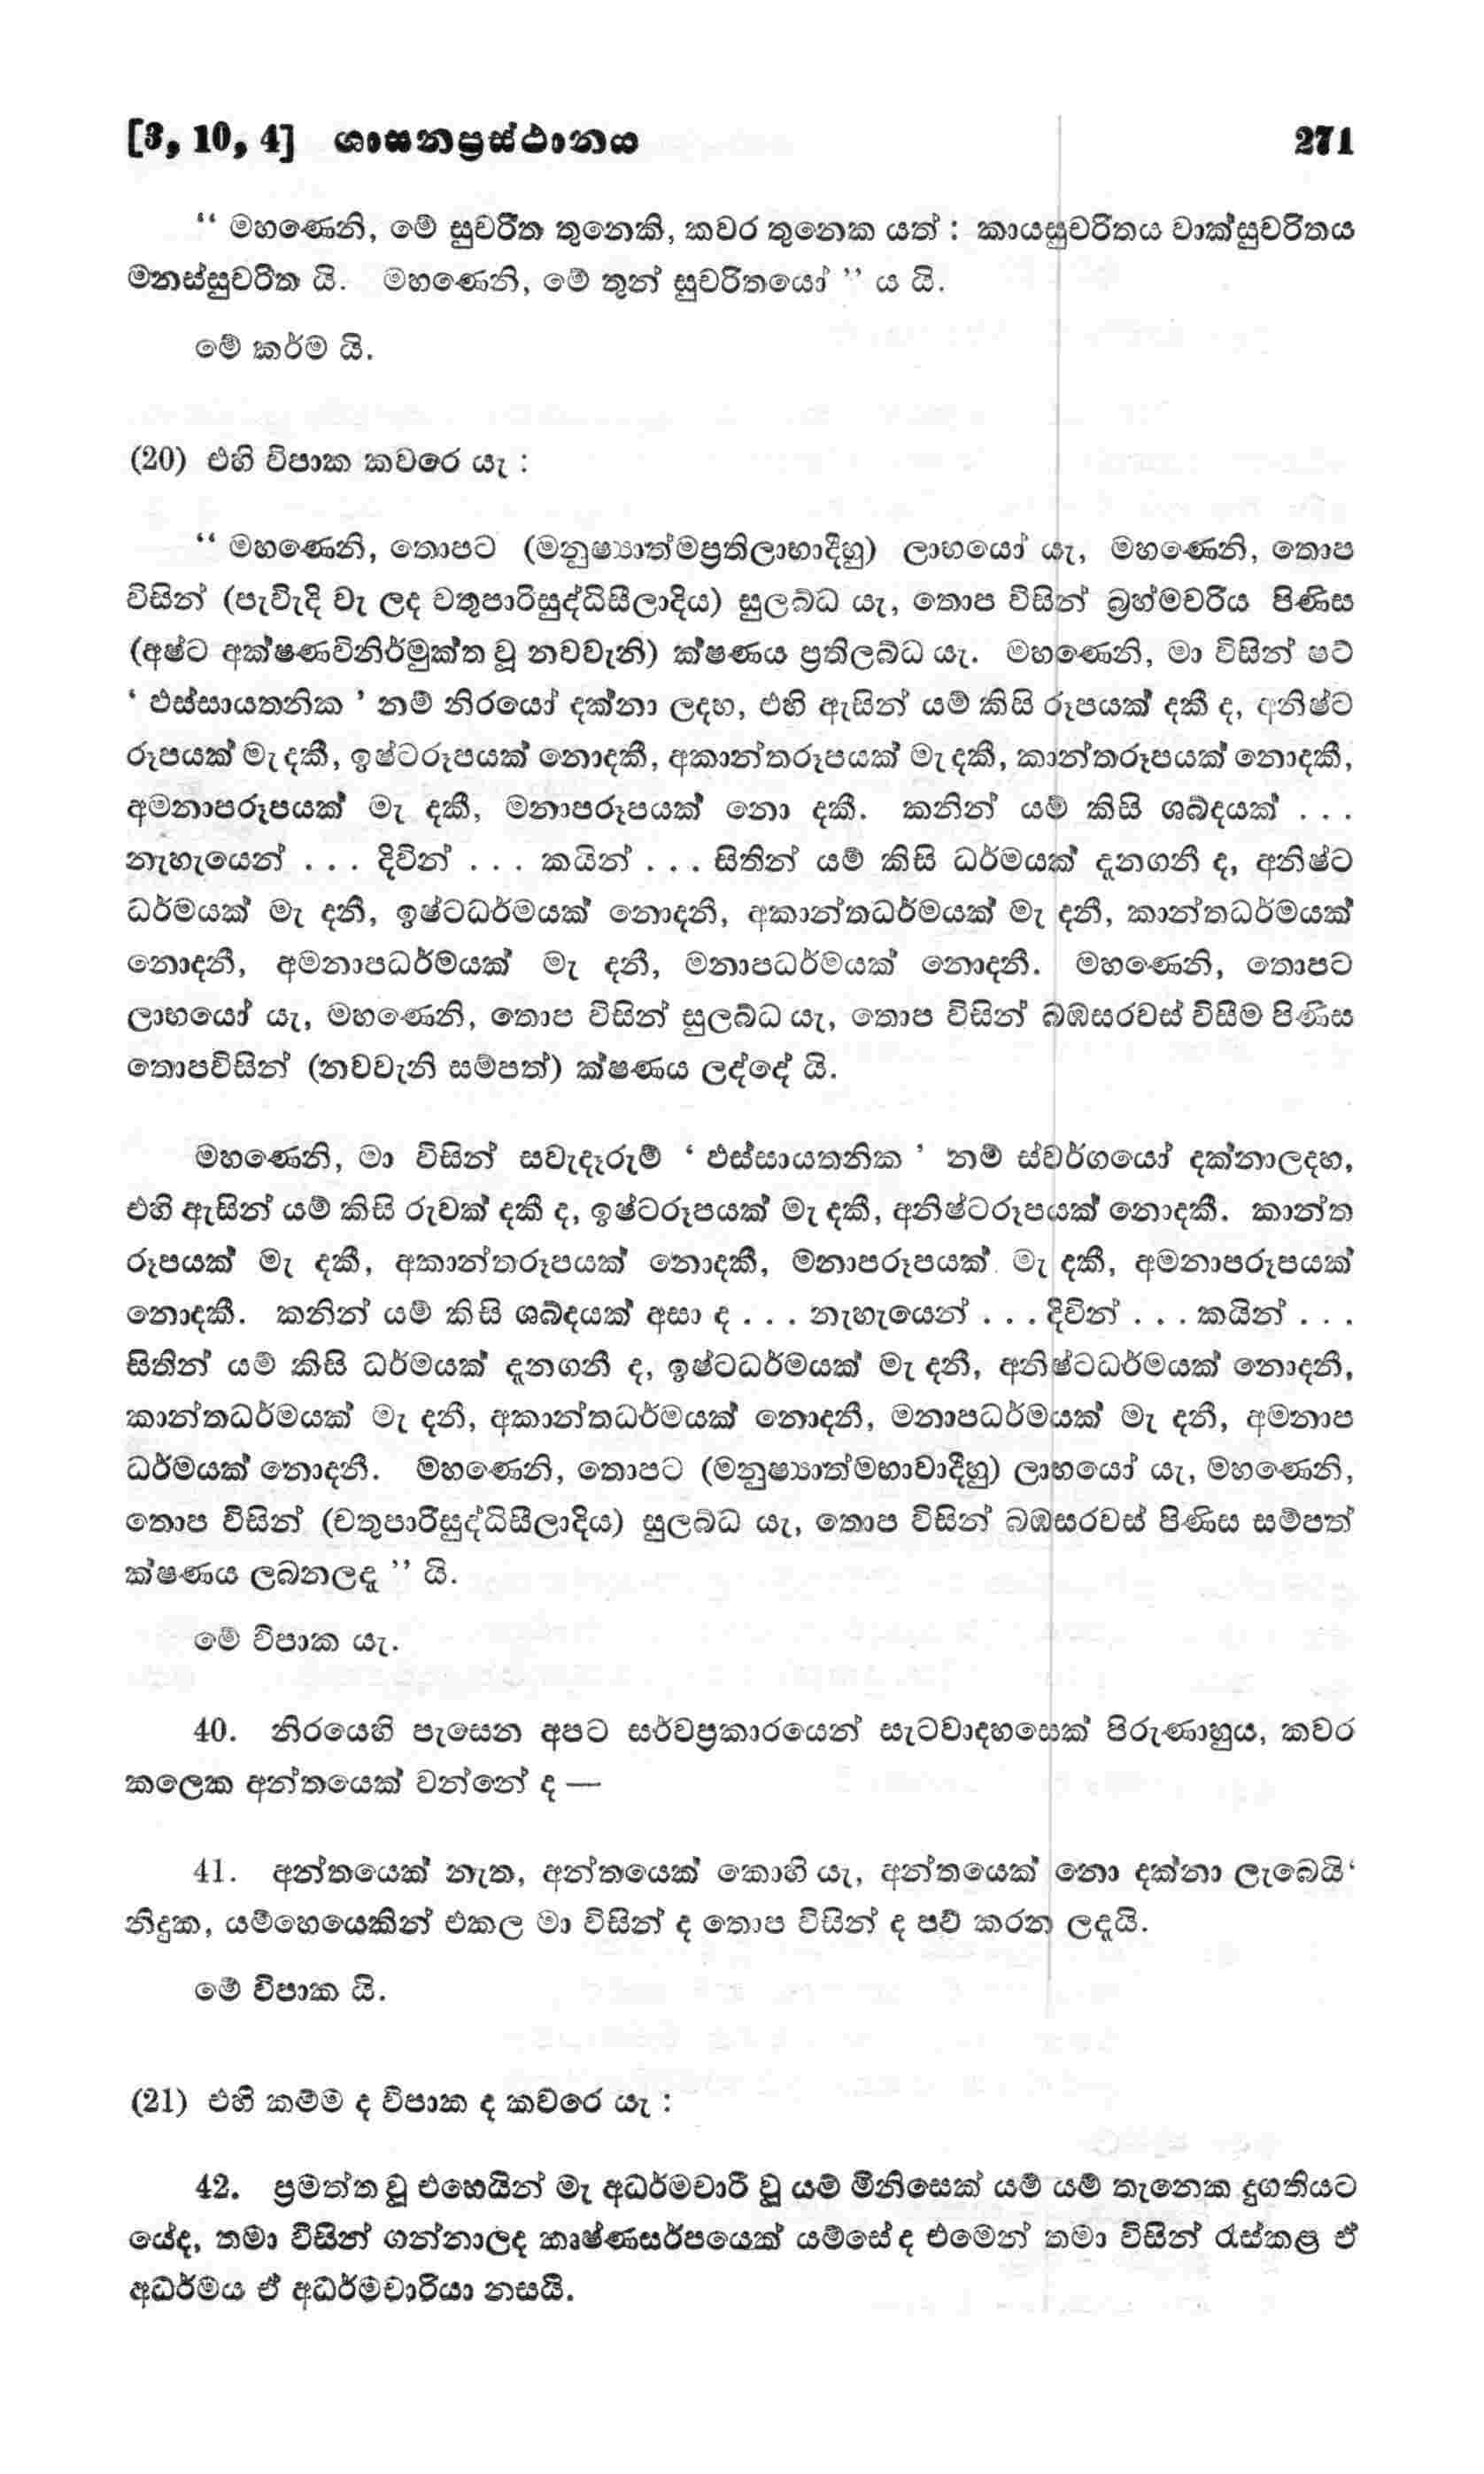 [3, 10, 4] ශාසනප්‍රස්ථානය 271
“ මහණෙනි, මේ සුචරිත තුනෙකි, කවර තුනෙක යත් : කායසුචරිතය වාක්සුචරිතය
මනස්සුචරිත යි. මහණෙනි, මේ තුන් සුචරිතයෝ ” ය යි.
මේ කර්ම යි.
(20) එහි විපාක කවරෙ යැ :
“ මහණෙනි, තොපට (මනුෂ්‍යාත්මප්‍රතිලාභාදීහු) ලාභයෝ යැ, මහණෙනි, තොප
විසින් (පැවිැදි වැ ලද චතුපාරිසුද්ධිසීලාදිය) සුලබ්ධ යැ, තොප විසින් බ්‍රහ්මචරිය පිණිස
(අෂ්ට අක්ෂණවිනිර්මුක්ත වූ නවවැනි) ක්ෂණය ප්‍රතිලබ්ධ යැ. මහණෙනි, මා විසින් ෂට්
‘ ඵස්සායතනික ’ නම් නිරයෝ දක්නා ලදහ, එහි ඇසින් යම් කිසි රූපයක් දකී ද, අනිෂ්ට
රූපයක් මැ දකී, ඉෂ්ටරූපයක් නොදකී, අකාන්තරූපයක් මැ දකී, කාන්තරූපයක් නොදකී,
අමනාපරූපයක් මැ දකී, මනාපරූපයක් නො දකී. කනින් යම් කිසි ශබ්දයක් . . .
නැහැයෙන් . . . දිවින් . . . කයින් . . . සිතින් යම් කිසි ධර්මයක් දැනගනී ද, අනිෂ්ට
ධර්මයක් මැ දනී, ඉෂ්ටධර්මයක් නොදනී, අකාන්තධර්මයක් මැ දනී, කාන්තධර්මයක්
නොදනී, අමනාපධර්මයක් මැ දනී, මනාපධර්මයක් නොදනී. මහණෙනි, තොපට
ලාභයෝ යැ, මහණෙනි, තොප විසින් සුලබ්ධ යැ, තොප විසින් බඹසරවස් විසීම පිණිස
තොපවිසින් (නවවැනි සම්පත්) ක්ෂණය ලද්දේ යි.
මහණෙනි, මා විසින් සවැදෑරුම් ‘ ඵස්සායතනික ’ නම් ස්වර්ගයෝ දක්නාලදහ,
එහි ඇසින් යම් කිසි රුවක් දකී ද, ඉෂ්ටරූපයක් මැ දකී, අනිෂ්ටරූපයක් නොදකී. කාන්ත
රූපයක් මැ දකී, අකාන්තරූපයක් නොදකී, මනාපරූපයක් මැ දකී, අමනාපරූපයක්
නොදකී. කනින් යම් කිසි ශබ්දයක් අසා ද . . . නැහැයෙන් . . . දිවින් . . . කයින් . . .
සිතින් යම් කිසි ධර්මයක් දැනගනී ද, ඉෂ්ටධර්මයක් මැ දනී, අනිෂ්ටධර්මයක් නොදනී,
කාන්තධර්මයක් මැ දනී, අකාන්තධර්මයක් නොදනී, මනාපධර්මයක් මැ දනී, අමනාප
ධර්මයක් නොදනී. මහණෙනි, තොපට (මනුෂ්‍යාත්මභාවාදීහු) ලාභයෝ යැ, මහණෙනි,
තොප විසින් (චතුපාරිසුද්ධිසීලාදිය) සුලබ්ධ යැ, තොප විසින් බඹසරවස් පිණිස සම්පත්
ක්ෂණය ලබනලදැ ” යි.
මේ විපාක යැ.
40. නිරයෙහි පැසෙන අපට සර්වප්‍රකාරයෙන් සැටවාදහසෙක් පිරුණාහුය, කවර
කලෙක අන්තයෙක් වන්නේ ද —
41. අන්තයෙක් නැත, අන්තයෙක් කොහි යැ, අන්තයෙක් නො දක්නා ලැබෙයි‘
නිදුක, යම්හෙයෙකින් එකල මා විසින් ද තොප විසින් ද පව් කරන ලදැයි.
මේ විපාක යි.
(21) එහි කම්ම ද විපාක ද කවරෙ යැ :
42. ප්‍රමත්ත වූ එහෙයින් මැ අධර්මචාරී වූ යම් මිනිසෙක් යම් යම් තැනෙක දුගතියට
යේද, තමා විසින් ගන්නාලද කෘෂ්ණසර්පයෙක් යම්සේ ද එමෙන් තමා විසින් රැස්කළ ඒ
අධර්මය ඒ අධර්මචාරියා නසයි.